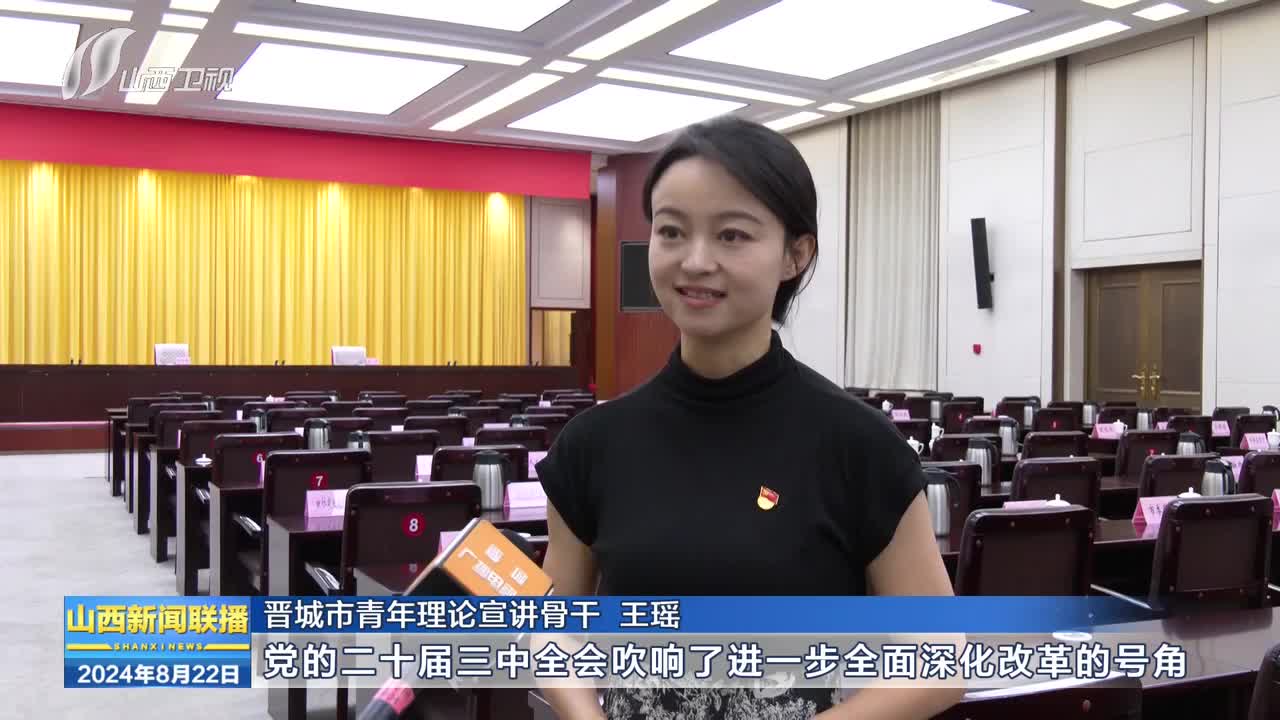 山西卫视
7
8
6
山西新闻联播
SHANXI NEWS
2024年8月22日
晋城市青年理论宣讲骨干 王瑶
党的二十届三中全会吹响了进一步全面深化改革的号角